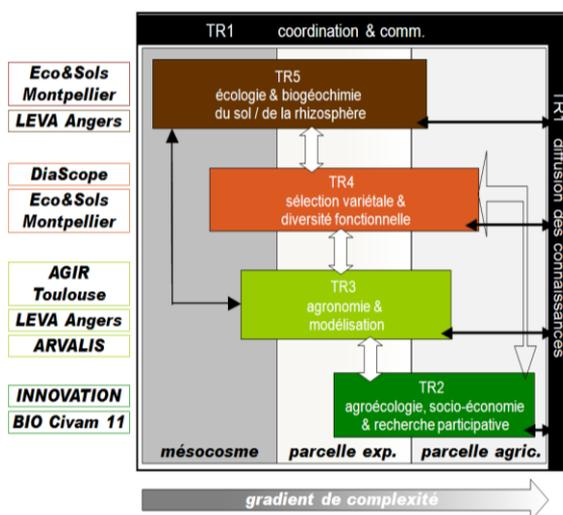 TR1 coordination & comm.
Eco&Sols
Montpellier
LEVA Angers
TR5
écologie & biogéochimie
du sol / de la rhizosphère
DiaScope
Eco&Sols
Montpellier
TR4
sélection variétale &
diversité fonctionnelle
AGIR
Toulouse
LEVA Angers
ARVALIS
TR3
agronomie &
modélisation
INNOVATION
BIO Civam 11
TR2
agroécologie, socio-économie
& recherche participative
TR1 diffusion des connaissances
mésocosme parcelle exp. parcelle agric.
gradient de complexité